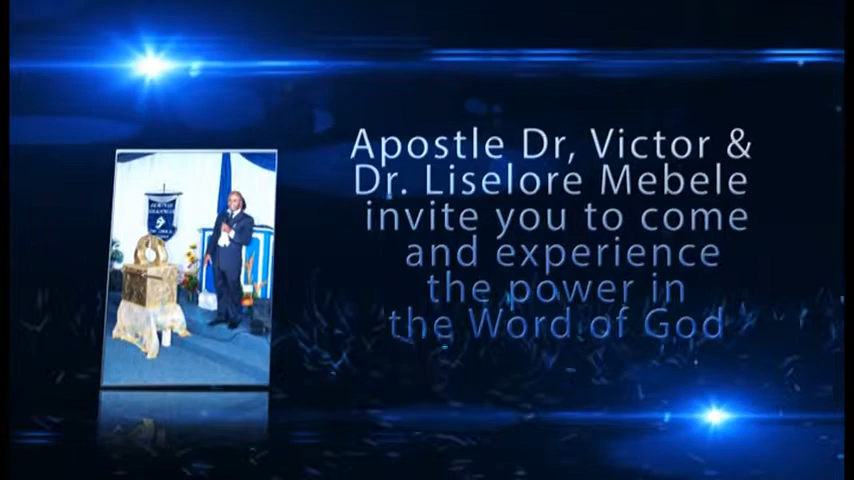 Apostle Dr, Victor &
Dr. Liselore Mebele
invite you to come
and experience
the power in
the Word of God